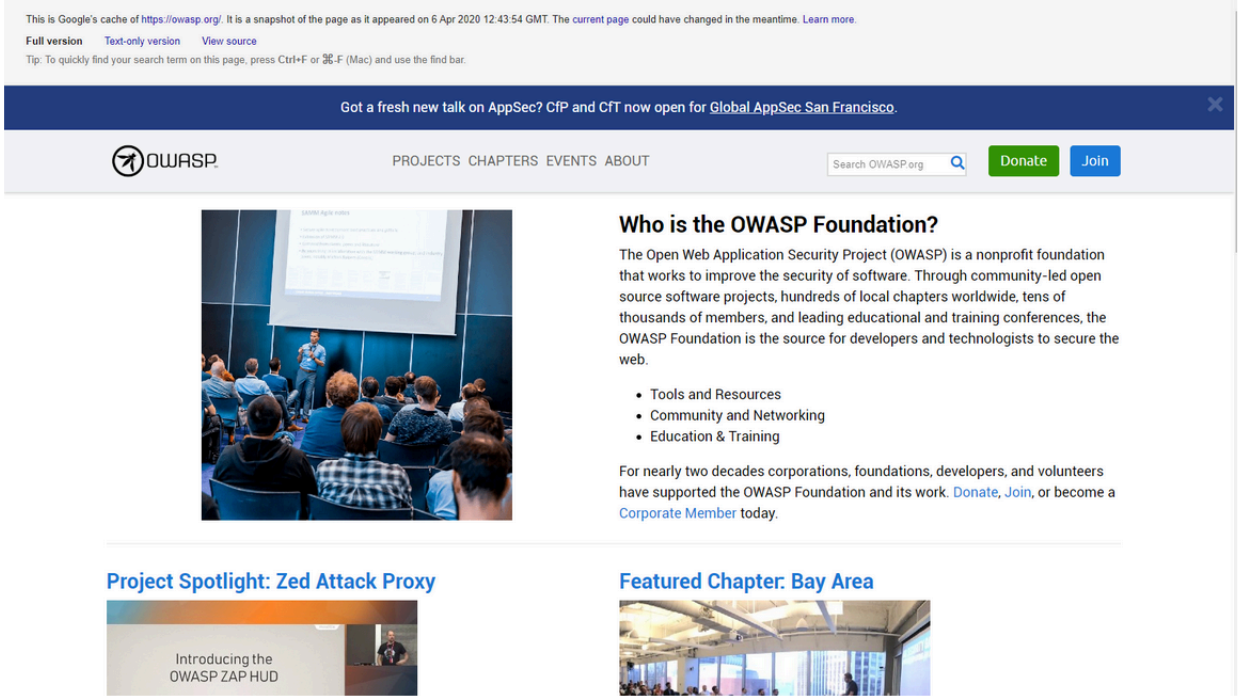 This is Google's cache of https://owasp.org/. It is a snapshot of the page as it appeared on 6 Apr 2020 12:43:54 GMT. The current page could have changed in the meantime. Learn more.
Full version Text-only version View source
Tip: To quickly find your search term on this page, press Ctrl+F or ⌘-F (Mac) and use the find bar.
Got a fresh new talk on AppSec? CfP and CfT now open for Global AppSec San Francisco.
OWASP
PROJECTS CHAPTERS EVENTS ABOUT
Search OWASP.org
Donate
Join
Who is the OWASP Foundation?
The Open Web Application Security Project (OWASP) is a nonprofit foundation
that works to improve the security of software. Through community-led open
source software projects, hundreds of local chapters worldwide, tens of
thousands of members, and leading educational and training conferences, the
OWASP Foundation is the source for developers and technologists to secure the
web.
• Tools and Resources
• Community and Networking
• Education & Training
For nearly two decades corporations, foundations, developers, and volunteers
have supported the OWASP Foundation and its work. Donate, Join, or become a
Corporate Member today.
Project Spotlight: Zed Attack Proxy
Introducing the
OWASP ZAP HUD
Featured Chapter: Bay Area